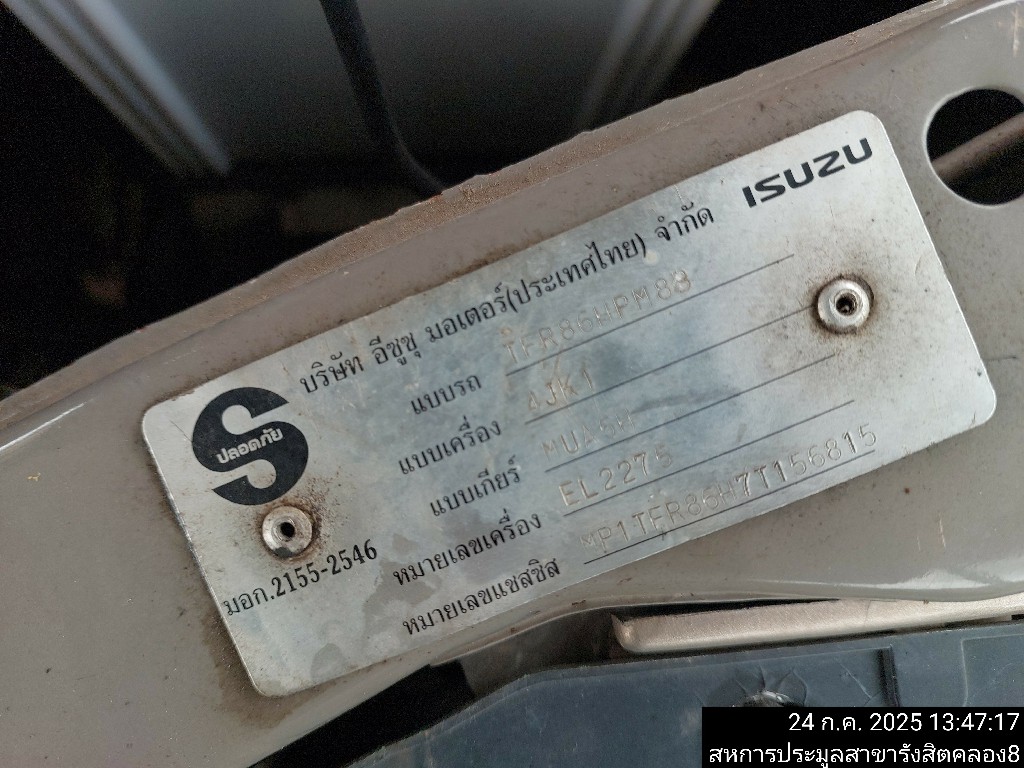 ISUZU
บริษัท อีซูซุ มอเตอร์(ประเทศไทย) จำกัด
S
ปลอดภัย
แบบรถ TFR86HPM8B
แบบเครื่อง 4JK1
แบบเกียร์ MUA5H
หมายเลขเครื่อง EL2275
หมายเลขแชสซิส MP1TFR86H7T156815
มอก.2155-2546
24 ก.ค. 2025 13:47:17
สหการประมูลสาขารังสิตคลอง8